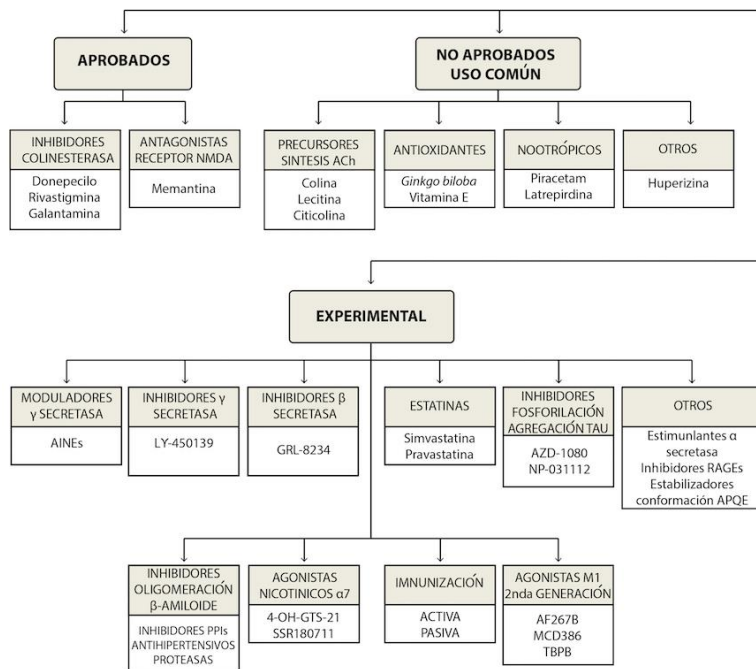 APROBADOS
NO APROBADOS
USO COMÚN
INHIBIDORES
COLINESTERASA
Donepecilo
Rivastigmina
Galantamina
ANTAGONISTAS
RECEPTOR NMDA
Memantina
PRECURSORES
SINTESIS ACh
Colina
Lecitina
Citicolina
ANTIOXIDANTES
Ginkgo biloba
Vitamina E
NOOTRÓPICOS
Piracetam
Latrepirdina
OTROS
Huperizina
EXPERIMENTAL
MODULADORES
γ SECRETASA
AINEs
INHIBIDORES γ
SECRETASA
LY-450139
INHIBIDORES β
SECRETASA
GRL-8234
ESTATINAS
Simvastatina
Pravastatina
INHIBIDORES
FOSFORILACIÓN
AGREGACIÓN TAU
AZD-1080
NP-031112
OTROS
Estimunlantes α
secretasa
Inhibidores RAGEs
Estabilizadores
conformación APQE
INHIBIDORES
OLIGOMERACIÓN
β-AMILOIDE
INHIBIDORES PPIs
ANTIHIPERTENSIVOS
PROTEASAS
AGONISTAS
NICOTINICOS α7
4-OH-GTS-21
SSR180711
IMNUNIZACIÓN
ACTIVA
PASIVA
AGONISTAS M1
2nda GENERACIÓN
AF267B
MCD386
TBPB